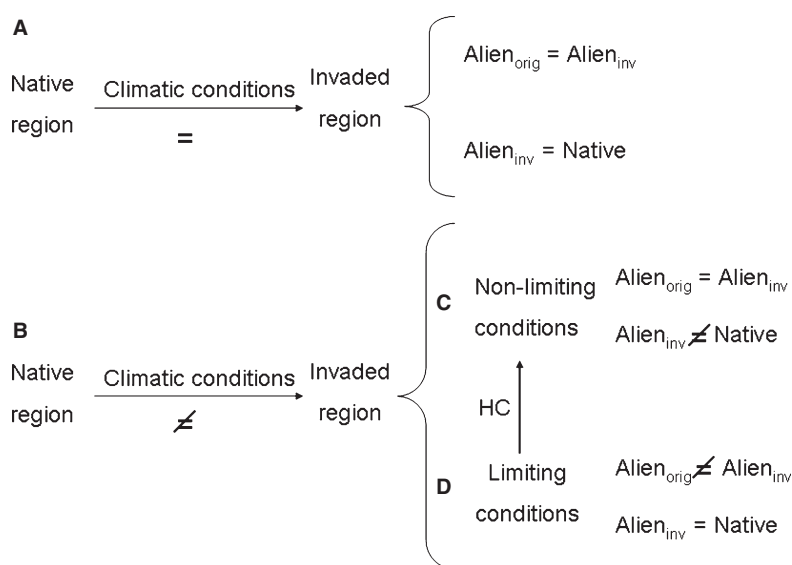 A
Native region
Climatic conditions
=
Invaded region
Alien_orig = Alien_inv
Alien_inv = Native
B
Native region
Climatic conditions
≠
Invaded region
C
Non-limiting conditions
Alien_orig = Alien_inv
Alien_inv ≠ Native
HC
D
Limiting conditions
Alien_orig ≠ Alien_inv
Alien_inv = Native